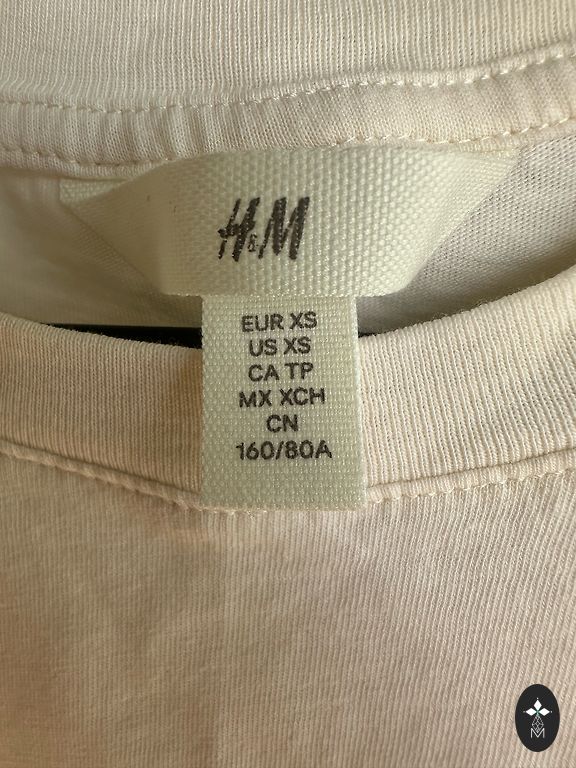 H&M
EUR XS
US XS
CA TP
MX XCH
CN
160/80A
M